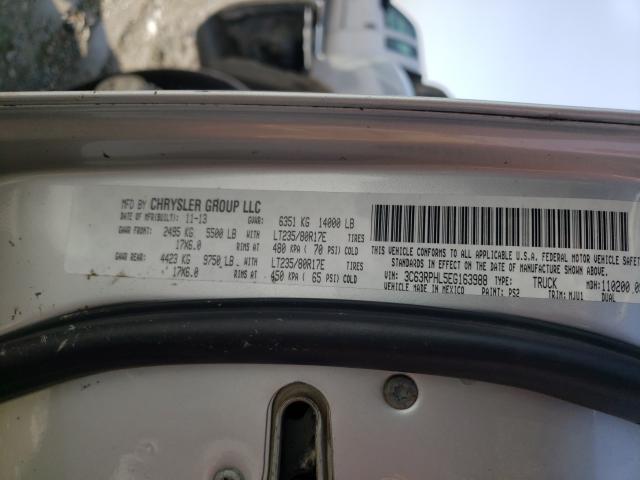 MFD BY CHRYSLER GROUP LLC
DATE OF MFR(BUILT): 11-13 GVWR: 6351 KG 14000 LB
GAWR FRONT: 2495 KG 5500 LB WITH LT235/80R17E TIRES
17X6.0 RIMS AT 480 KPA ( 70 PSI) COLD
GAWR REAR: 4423 KG 9750 LB. WITH LT235/80R17E TIRES
17X6.0 RIMS AT 450 KPA ( 65 PSI) COLD
THIS VEHICLE CONFORMS TO ALL APPLICABLE U.S.A. FEDERAL MOTOR VEHICLE SAFETY
STANDARDS IN EFFECT ON THE DATE OF MANUFACTURE SHOWN ABOVE.
VIN: 3C63RPHL5EG163988 TYPE: TRUCK MDH: 110200
VEHICLE MADE IN MEXICO PAINT: PS2 TRIM: MJU1 DUAL